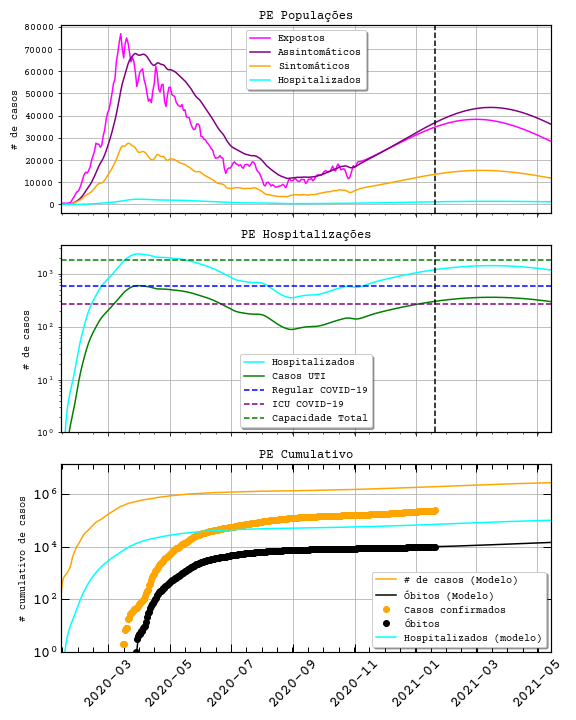 PE Populações
# de casos
80000
70000
60000
50000
40000
30000
20000
10000
0
Expostos
Assintomáticos
Sintomáticos
Hospitalizados
PE Hospitalizações
# de casos
10³
10²
10¹
10⁰
Hospitalizados
Casos UTI
Regular COVID-19
ICU COVID-19
Capacidade Total
PE Cumulativo
# cumulativo de casos
10⁶
10⁴
10²
10⁰
# de casos (Modelo)
Óbitos (Modelo)
Casos confirmados
Óbitos
Hospitalizados (modelo)
2020-03
2020-05
2020-07
2020-09
2020-11
2021-01
2021-03
2021-05